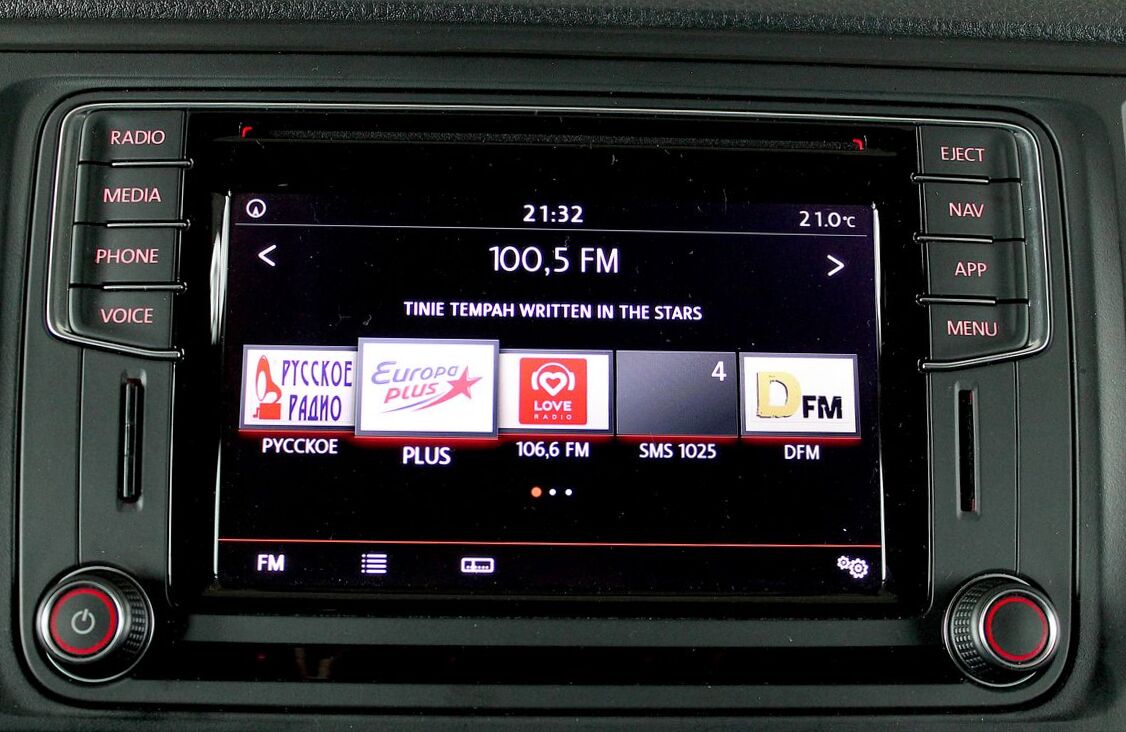 RADIO
MEDIA
PHONE
VOICE
EJECT
NAV
APP
MENU
21:32
21.0°C
< 100,5 FM >
TINIE TEMPAH WRITTEN IN THE STARS
РУССКОЕ
РАДИО
Europa
PLUS
LOVE
RADIO
4
DFM
РУССКОЕ
PLUS
106,6 FM
SMS 1025
DFM
FM